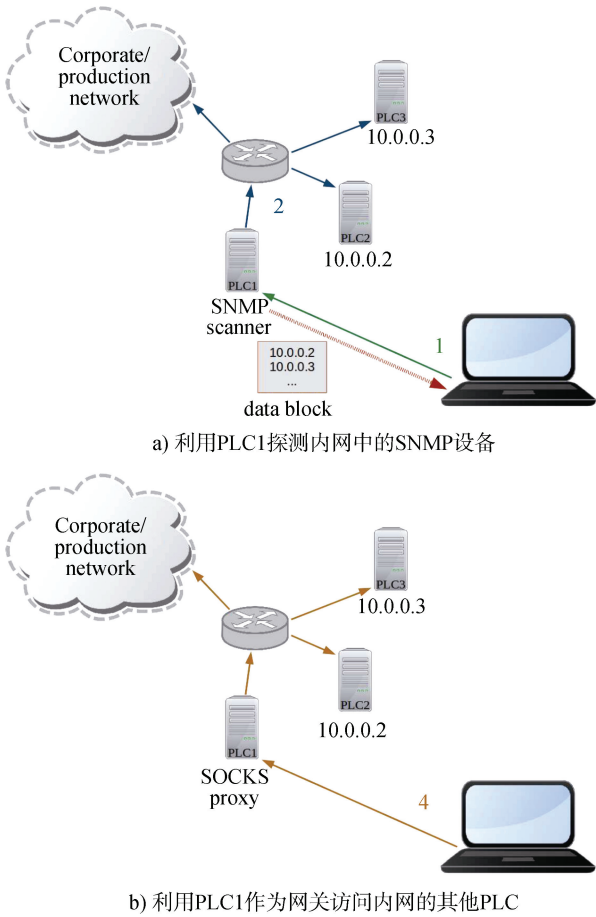 Corporate/
production
network
PLC3
10.0.0.3
2
PLC2
10.0.0.2
PLC1
SNMP
scanner
1
10.0.0.2
10.0.0.3
...
data block
a) 利用PLC1探测内网中的SNMP设备
Corporate/
production
network
PLC3
10.0.0.3
PLC2
10.0.0.2
PLC1
SOCKS
proxy
4
b) 利用PLC1作为网关访问内网的其他PLC